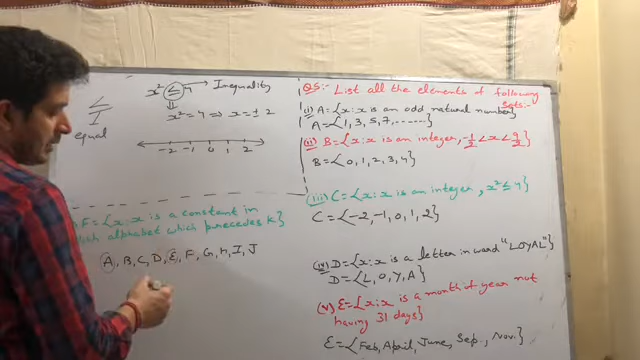 x² ≤ 4 → Inequality
⇓
x² = 4 ⇒ x = ± 2
≤
equal
-2 -1 0 1 2
F = {x : x is a constant in
alphabet which precedes k}
A, B, C, D, E, F, G, h, I, J
Q5:- List all the elements of following
Sets:-
(i) A = {x : x is an odd natural number}
A = {1, 3, 5, 7, ------}
(ii) B = {x : x is an integer, -1/2 < x < 9/2}
B = {0, 1, 2, 3, 4}
(iii) C = {x : x is an integer, x² ≤ 4}
C = {-2, -1, 0, 1, 2}
(iv) D = {x : x is a letter in word "LOYAL"}
D = {L, O, Y, A}
(v) E = {x : x is a month of year not
having 31 days}
E = {Feb, April, June, Sep., Nov.}